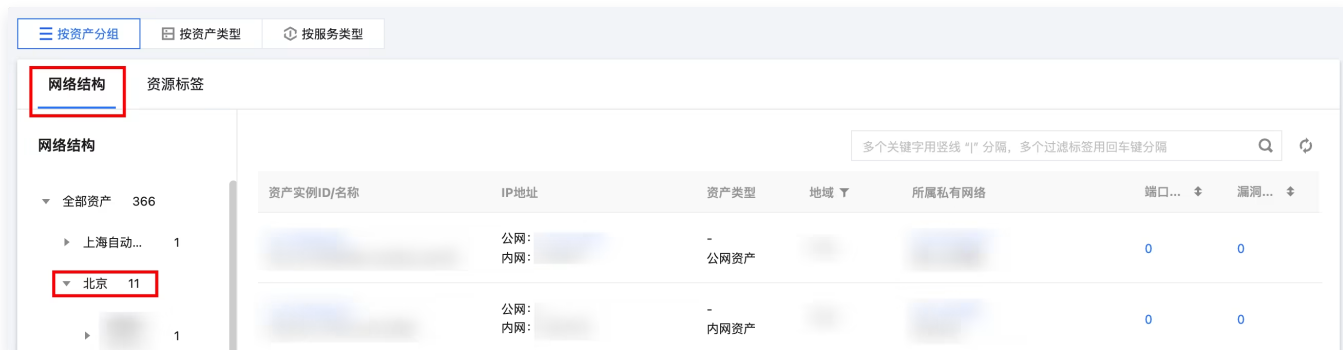 按资产分组 按资产类型 按服务类型
网络结构 资源标签
网络结构
多个关键字用竖线 “|” 分隔，多个过滤标签用回车键分隔
全部资产 366
资产实例ID/名称 IP地址 资产类型 地域 所属私有网络 端口... 漏洞...
上海自动... 1
公网： -
内网： 公网资产
0 0
北京 11
公网： -
内网： 内网资产
0 0
1